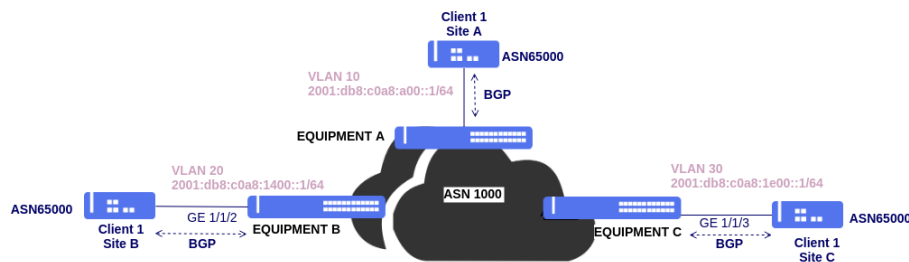 Client 1
Site A
ASN65000
VLAN 10
2001:db8:c0a8:a00::1/64
BGP
EQUIPMENT A
VLAN 20
2001:db8:c0a8:1400::1/64
ASN65000
GE 1/1/2
Client 1
Site B
BGP
EQUIPMENT B
ASN 1000
VLAN 30
2001:db8:c0a8:1e00::1/64
EQUIPMENT C
GE 1/1/3
BGP
ASN65000
Client 1
Site C